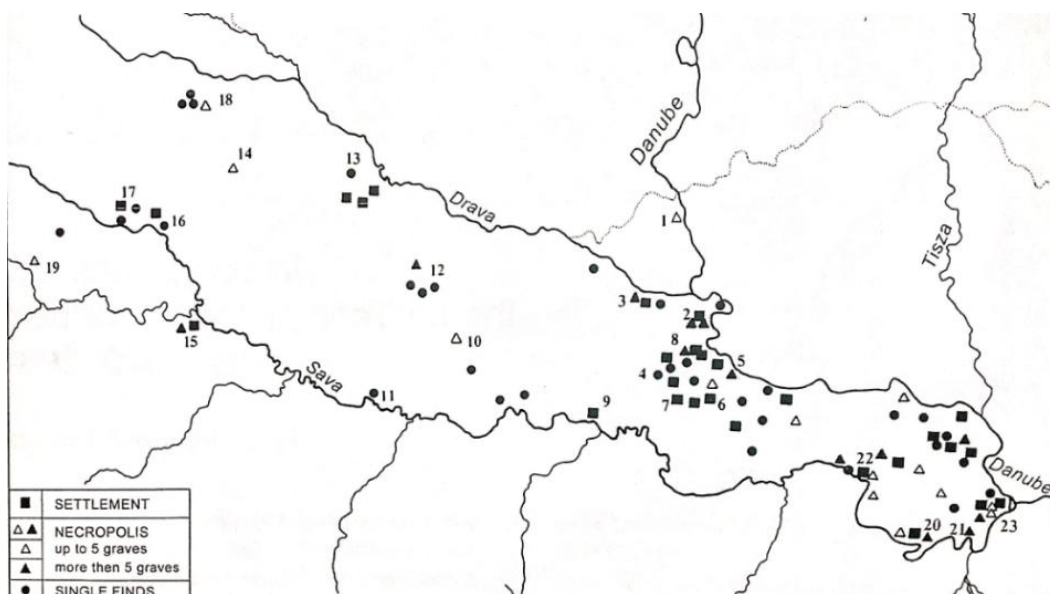 18
14
13
17
16
19
15
12
10
11
9
Drava
Sava
Danube
1
3
2
8
5
4
7
6
Tisza
22
Danube
20
21
23
SETTLEMENT
NECROPOLIS
up to 5 graves
more then 5 graves
SINGLE FINDS